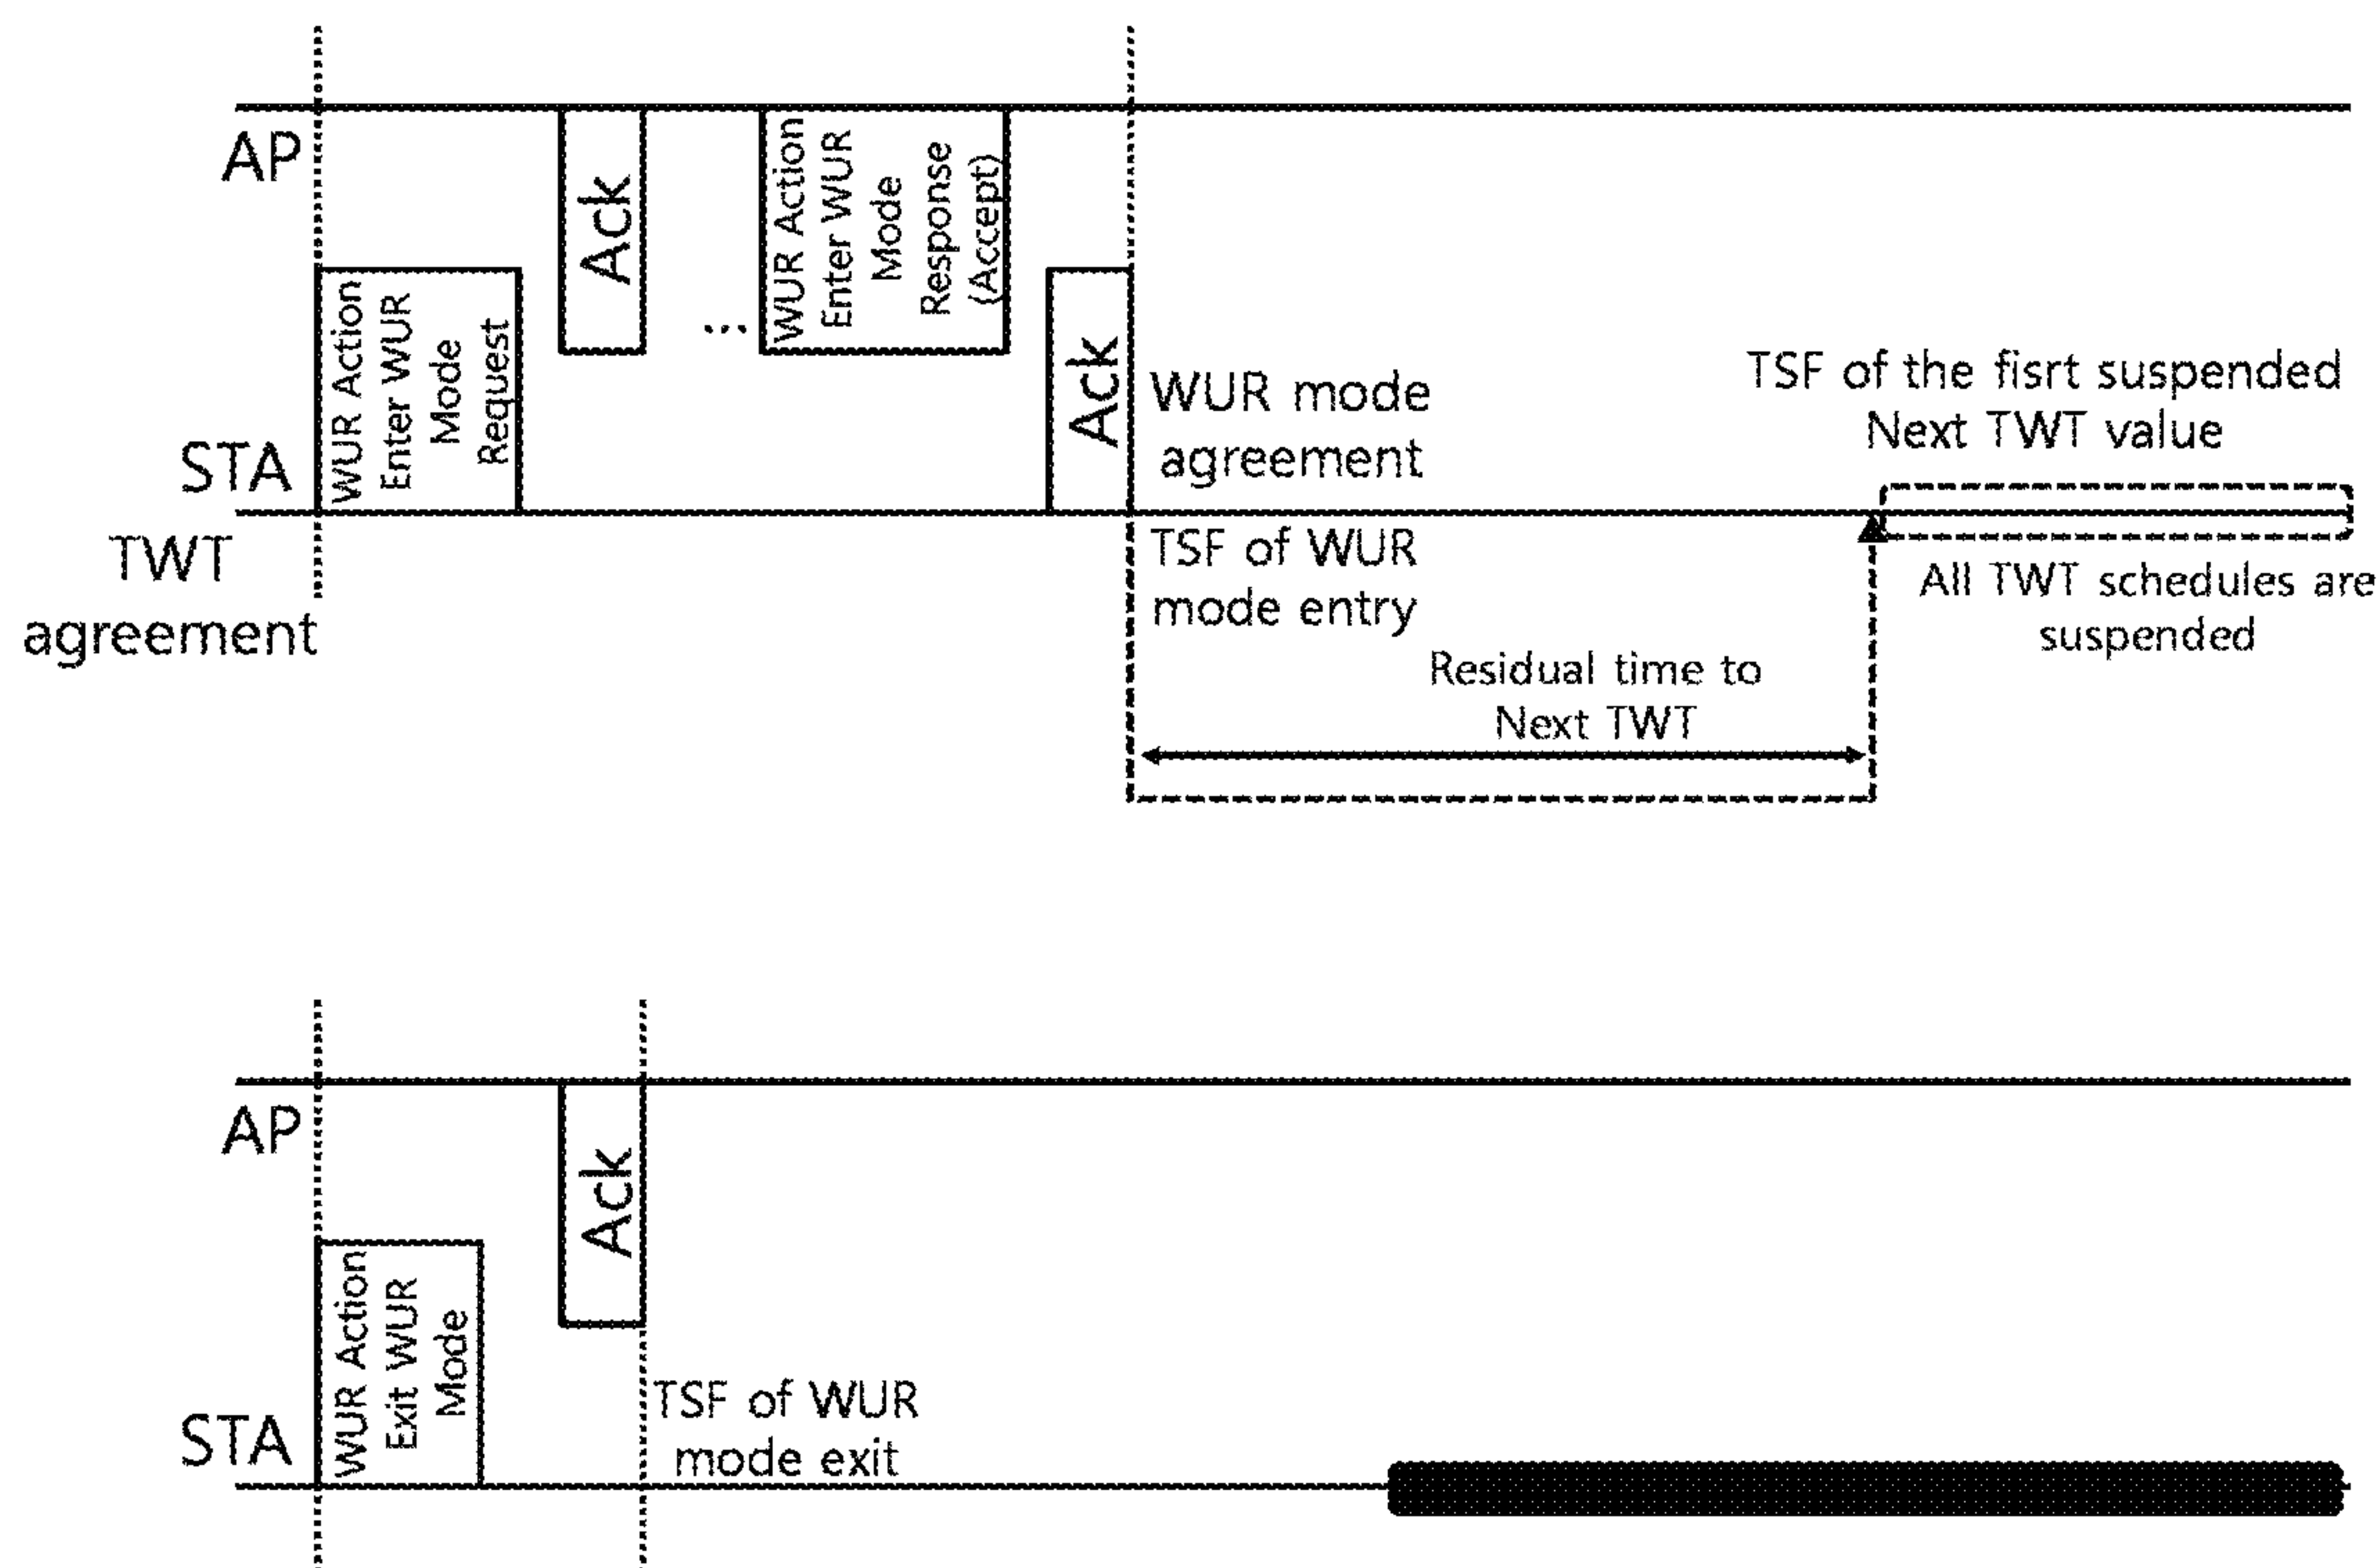 AP
WUR Action
Enter WUR
Mode
Request
Ack
...
WUR Action
Enter WUR
Mode
Response
(Accept)
Ack
STA
TWT
agreement
WUR mode
agreement
TSF of WUR
mode entry
TSF of the fisrt suspended
Next TWT value
All TWT schedules are
suspended
Residual time to
Next TWT
AP
WUR Action
Exit WUR
Mode
Ack
STA
TSF of WUR
mode exit